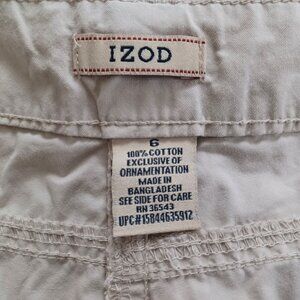 IZOD
6
100% COTTON
EXCLUSIVE OF
ORNAMENTATION
MADE IN
BANGLADESH
SEE SIDE FOR CARE
RN 36543
UPC#15844635912